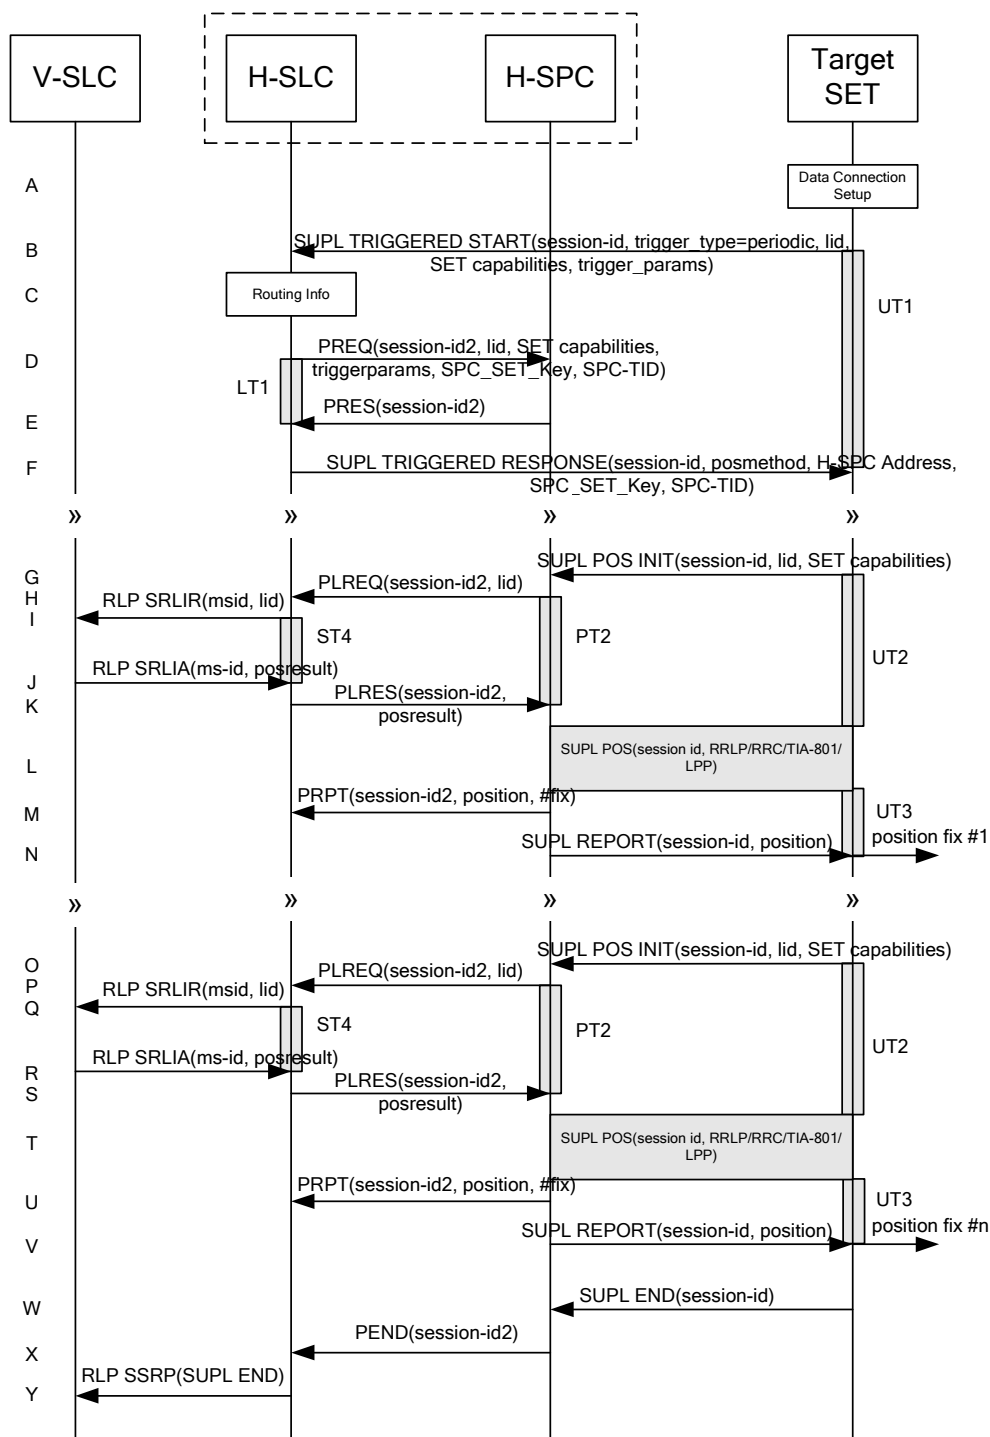 V-SLC
H-SLC
H-SPC
Target
SET
A
Data Connection
Setup
B
SUPL TRIGGERED START(session-id, trigger_type=periodic, lid,
SET capabilities, trigger_params)
C
Routing Info
UT1
D
PREQ(session-id2, lid, SET capabilities,
triggerparams, SPC_SET_Key, SPC-TID)
LT1
E
PRES(session-id2)
F
SUPL TRIGGERED RESPONSE(session-id, posmethod, H-SPC Address,
SPC_SET_Key, SPC-TID)
» » » »
G
SUPL POS INIT(session-id, lid, SET capabilities)
H
PLREQ(session-id2, lid)
I
RLP SRLIR(msid, lid)
ST4
PT2
UT2
J
RLP SRLIA(ms-id, posresult)
K
PLRES(session-id2,
posresult)
L
SUPL POS(session id, RRLP/RRC/TIA-801/
LPP)
M
PRPT(session-id2, position, #fix)
UT3
position fix #1
N
SUPL REPORT(session-id, position)
» » » »
O
SUPL POS INIT(session-id, lid, SET capabilities)
P
PLREQ(session-id2, lid)
Q
RLP SRLIR(msid, lid)
ST4
PT2
UT2
R
RLP SRLIA(ms-id, posresult)
S
PLRES(session-id2,
posresult)
T
SUPL POS(session id, RRLP/RRC/TIA-801/
LPP)
U
PRPT(session-id2, position, #fix)
UT3
position fix #n
V
SUPL REPORT(session-id, position)
W
SUPL END(session-id)
X
PEND(session-id2)
Y
RLP SSRP(SUPL END)